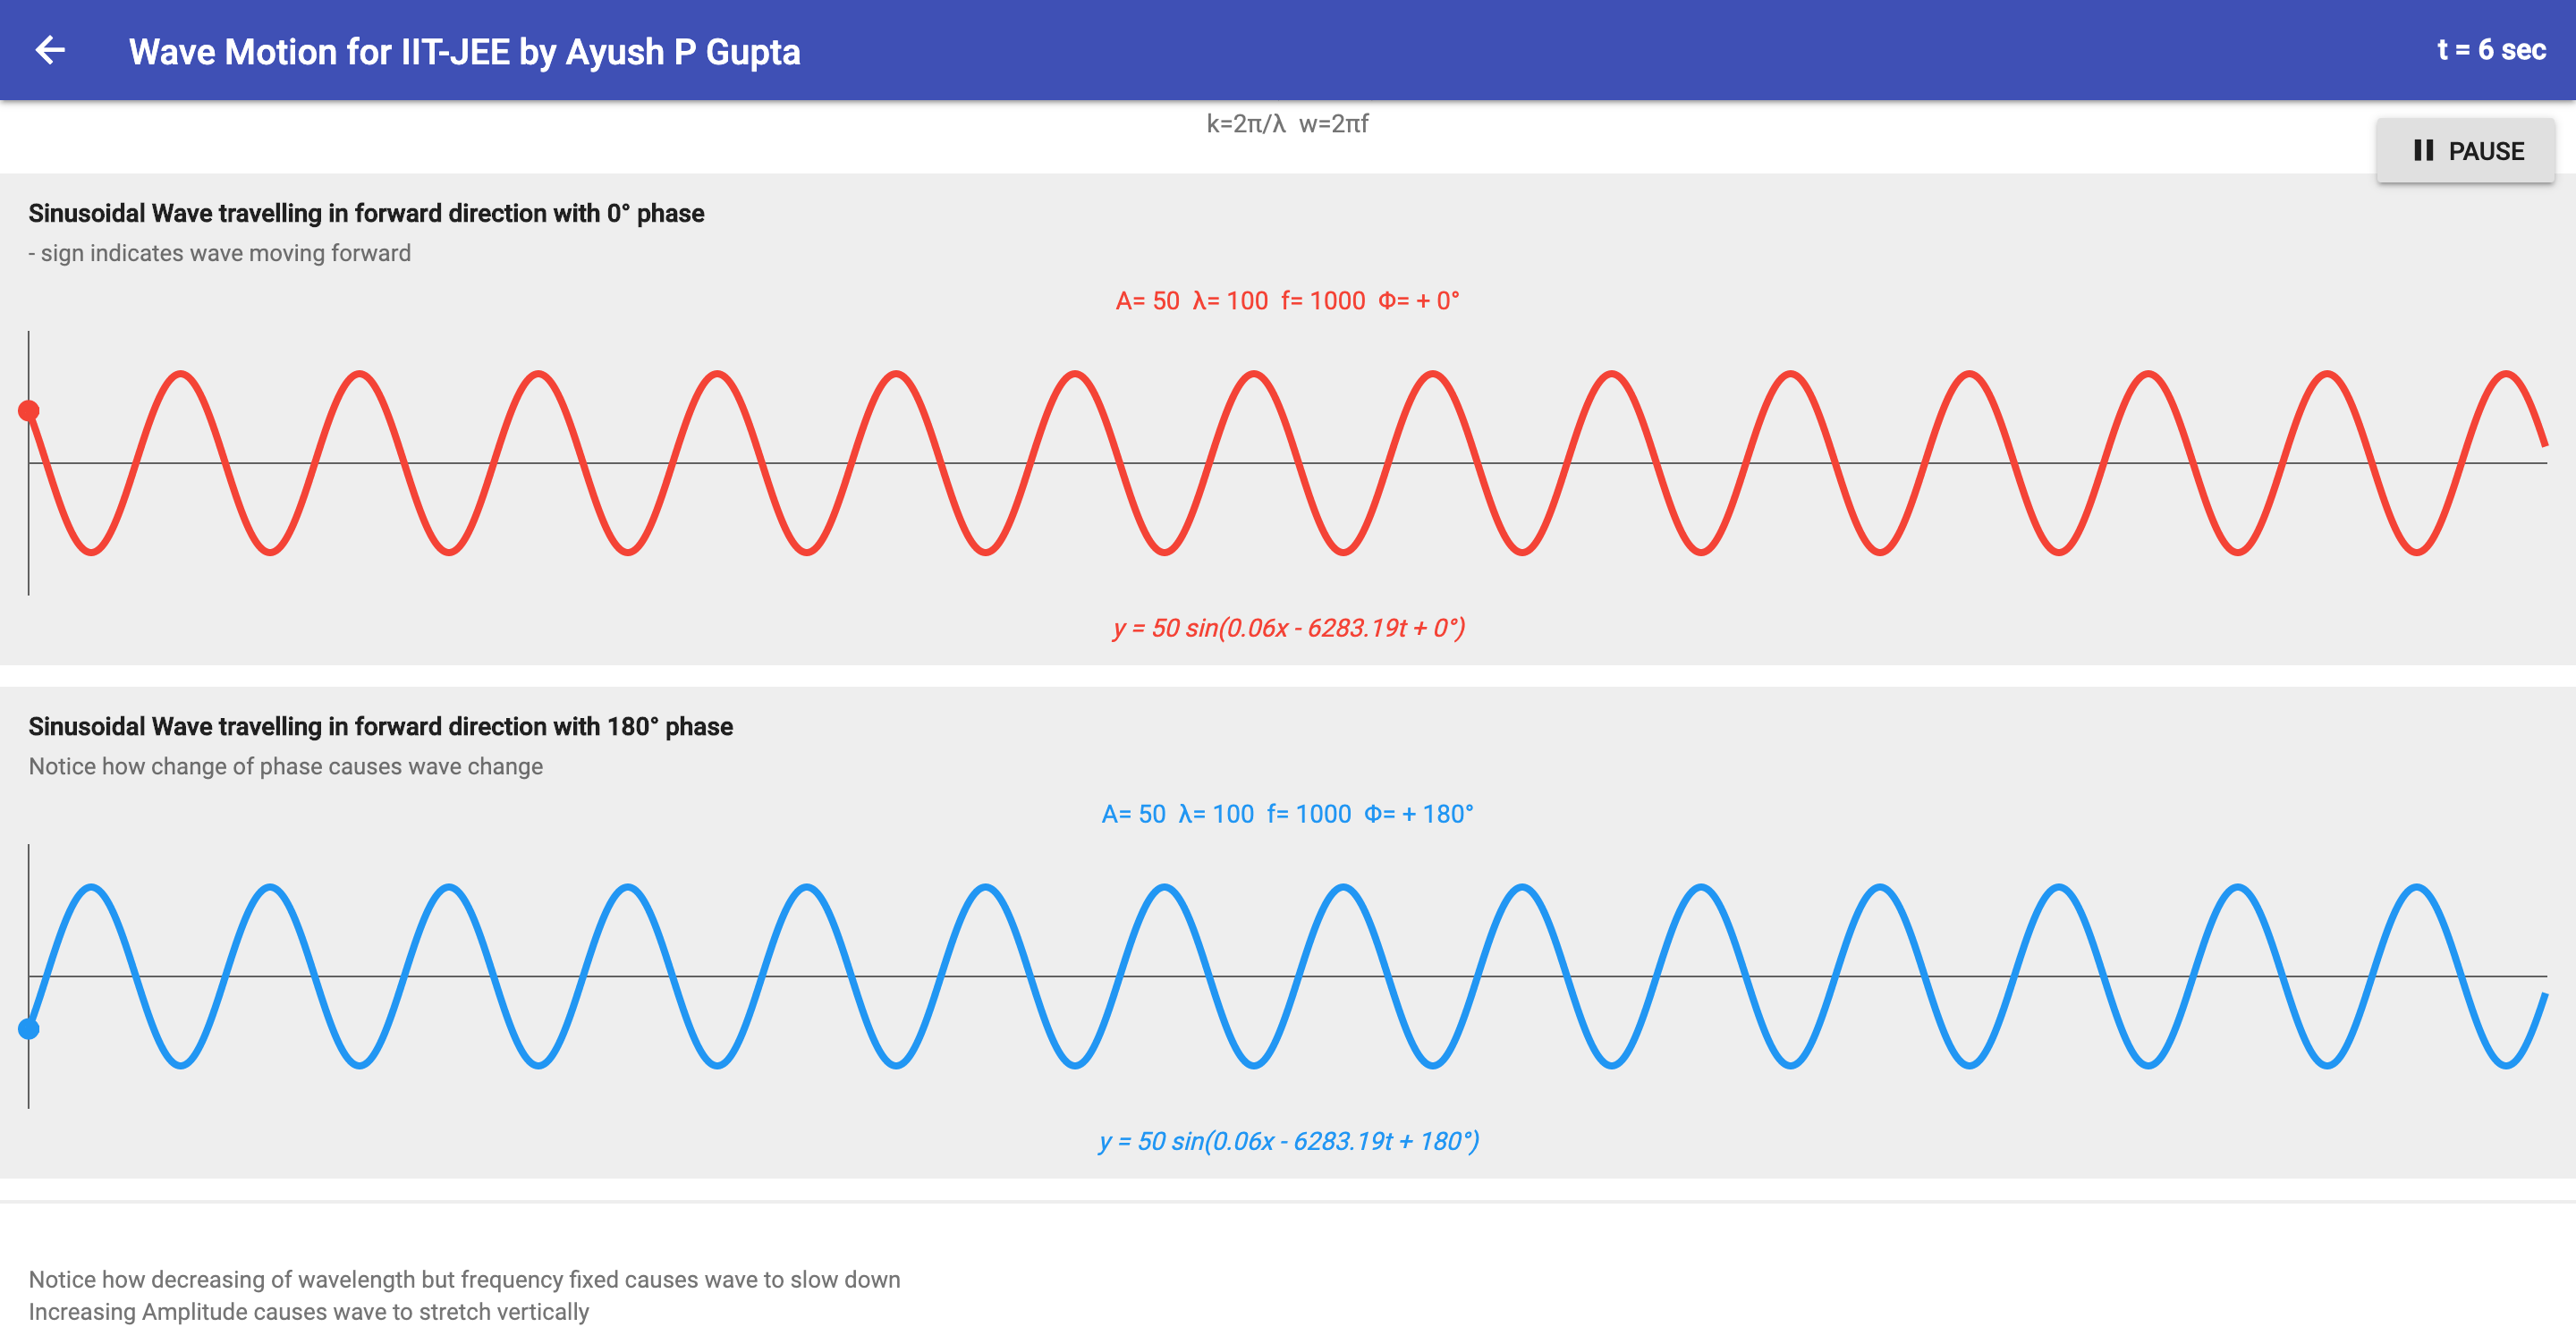 Wave Motion for IIT-JEE by Ayush P Gupta
t = 6 sec
k=2π/λ w=2πf
PAUSE
Sinusoidal Wave travelling in forward direction with 0° phase
- sign indicates wave moving forward
A= 50 λ= 100 f= 1000 Φ= + 0°
y = 50 sin(0.06x - 6283.19t + 0°)
Sinusoidal Wave travelling in forward direction with 180° phase
Notice how change of phase causes wave change
A= 50 λ= 100 f= 1000 Φ= + 180°
y = 50 sin(0.06x - 6283.19t + 180°)
Notice how decreasing of wavelength but frequency fixed causes wave to slow down
Increasing Amplitude causes wave to stretch vertically